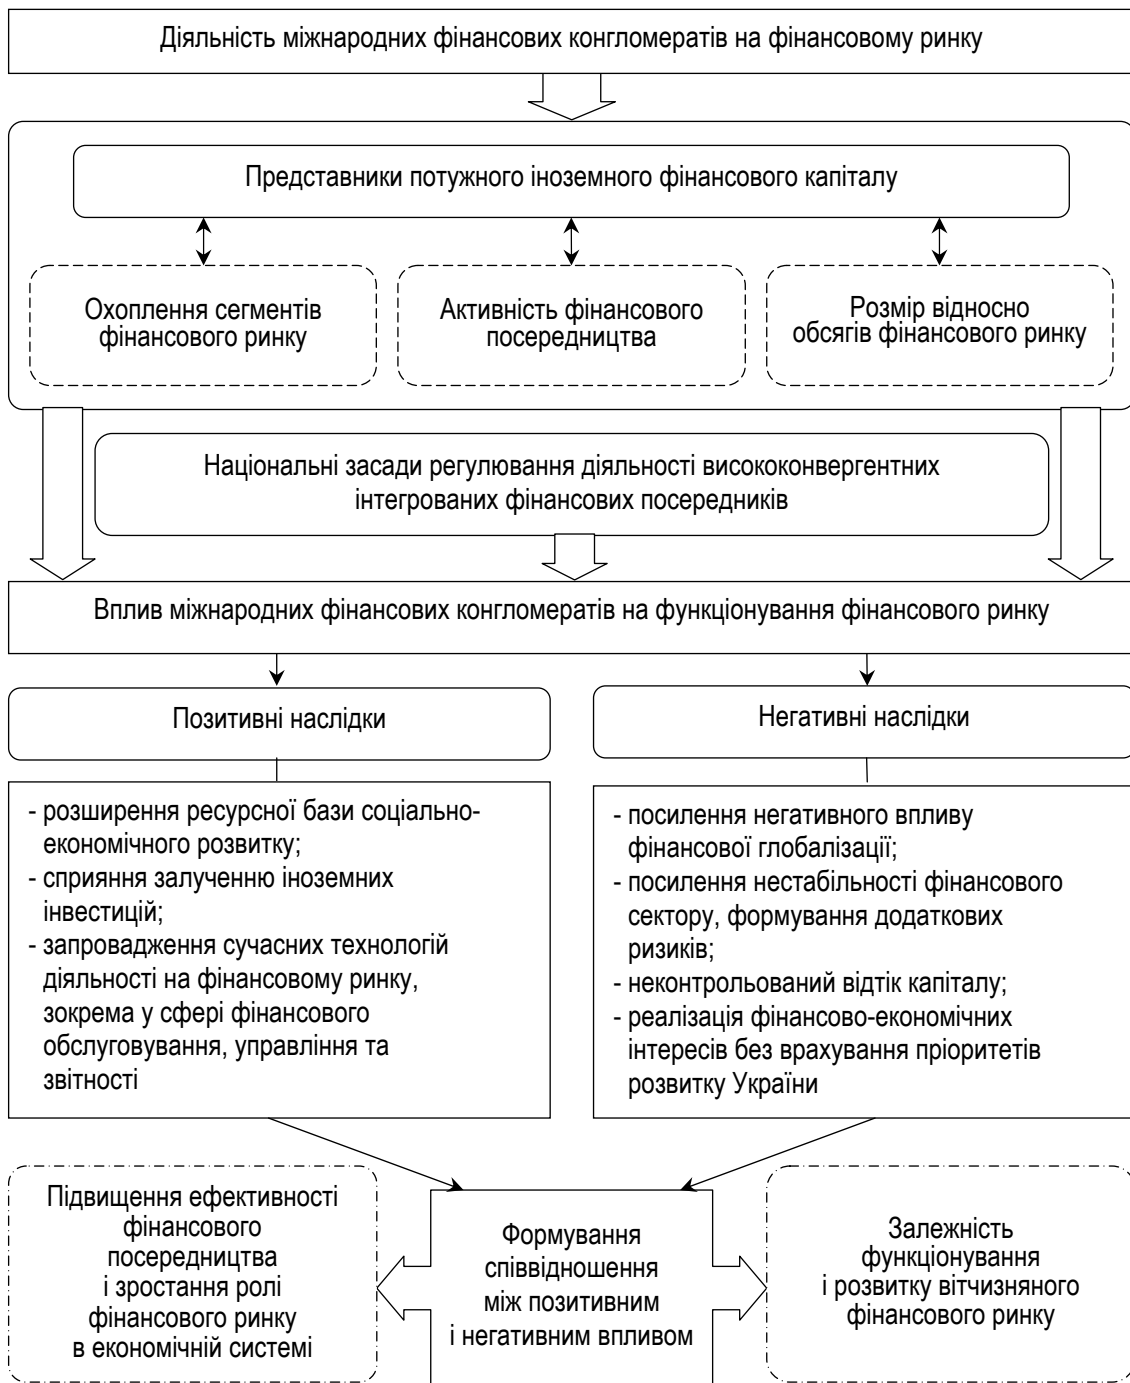 Діяльність міжнародних фінансових конгломератів на фінансовому ринку
Представники потужного іноземного фінансового капіталу
Охоплення сегментів
фінансового ринку
Активність фінансового
посередництва
Розмір відносно
обсягів фінансового ринку
Національні засади регулювання діяльності висококонвергентних
інтегрованих фінансових посередників
Вплив міжнародних фінансових конгломератів на функціонування фінансового ринку
Позитивні наслідки
- розширення ресурсної бази соціально-
економічного розвитку;
- сприяння залученню іноземних
інвестицій;
- запровадження сучасних технологій
діяльності на фінансовому ринку,
зокрема у сфері фінансового
обслуговування, управління та
звітності
Негативні наслідки
- посилення негативного впливу
фінансової глобалізації;
- посилення нестабільності фінансового
сектору, формування додаткових
ризиків;
- неконтрольований відтік капіталу;
- реалізація фінансово-економічних
інтересів без врахування пріоритетів
розвитку України
Підвищення ефективності
фінансового
посередництва
і зростання ролі
фінансового ринку
в економічній системі
Формування
співвідношення
між позитивним
і негативним впливом
Залежність
функціонування
і розвитку вітчизняного
фінансового ринку